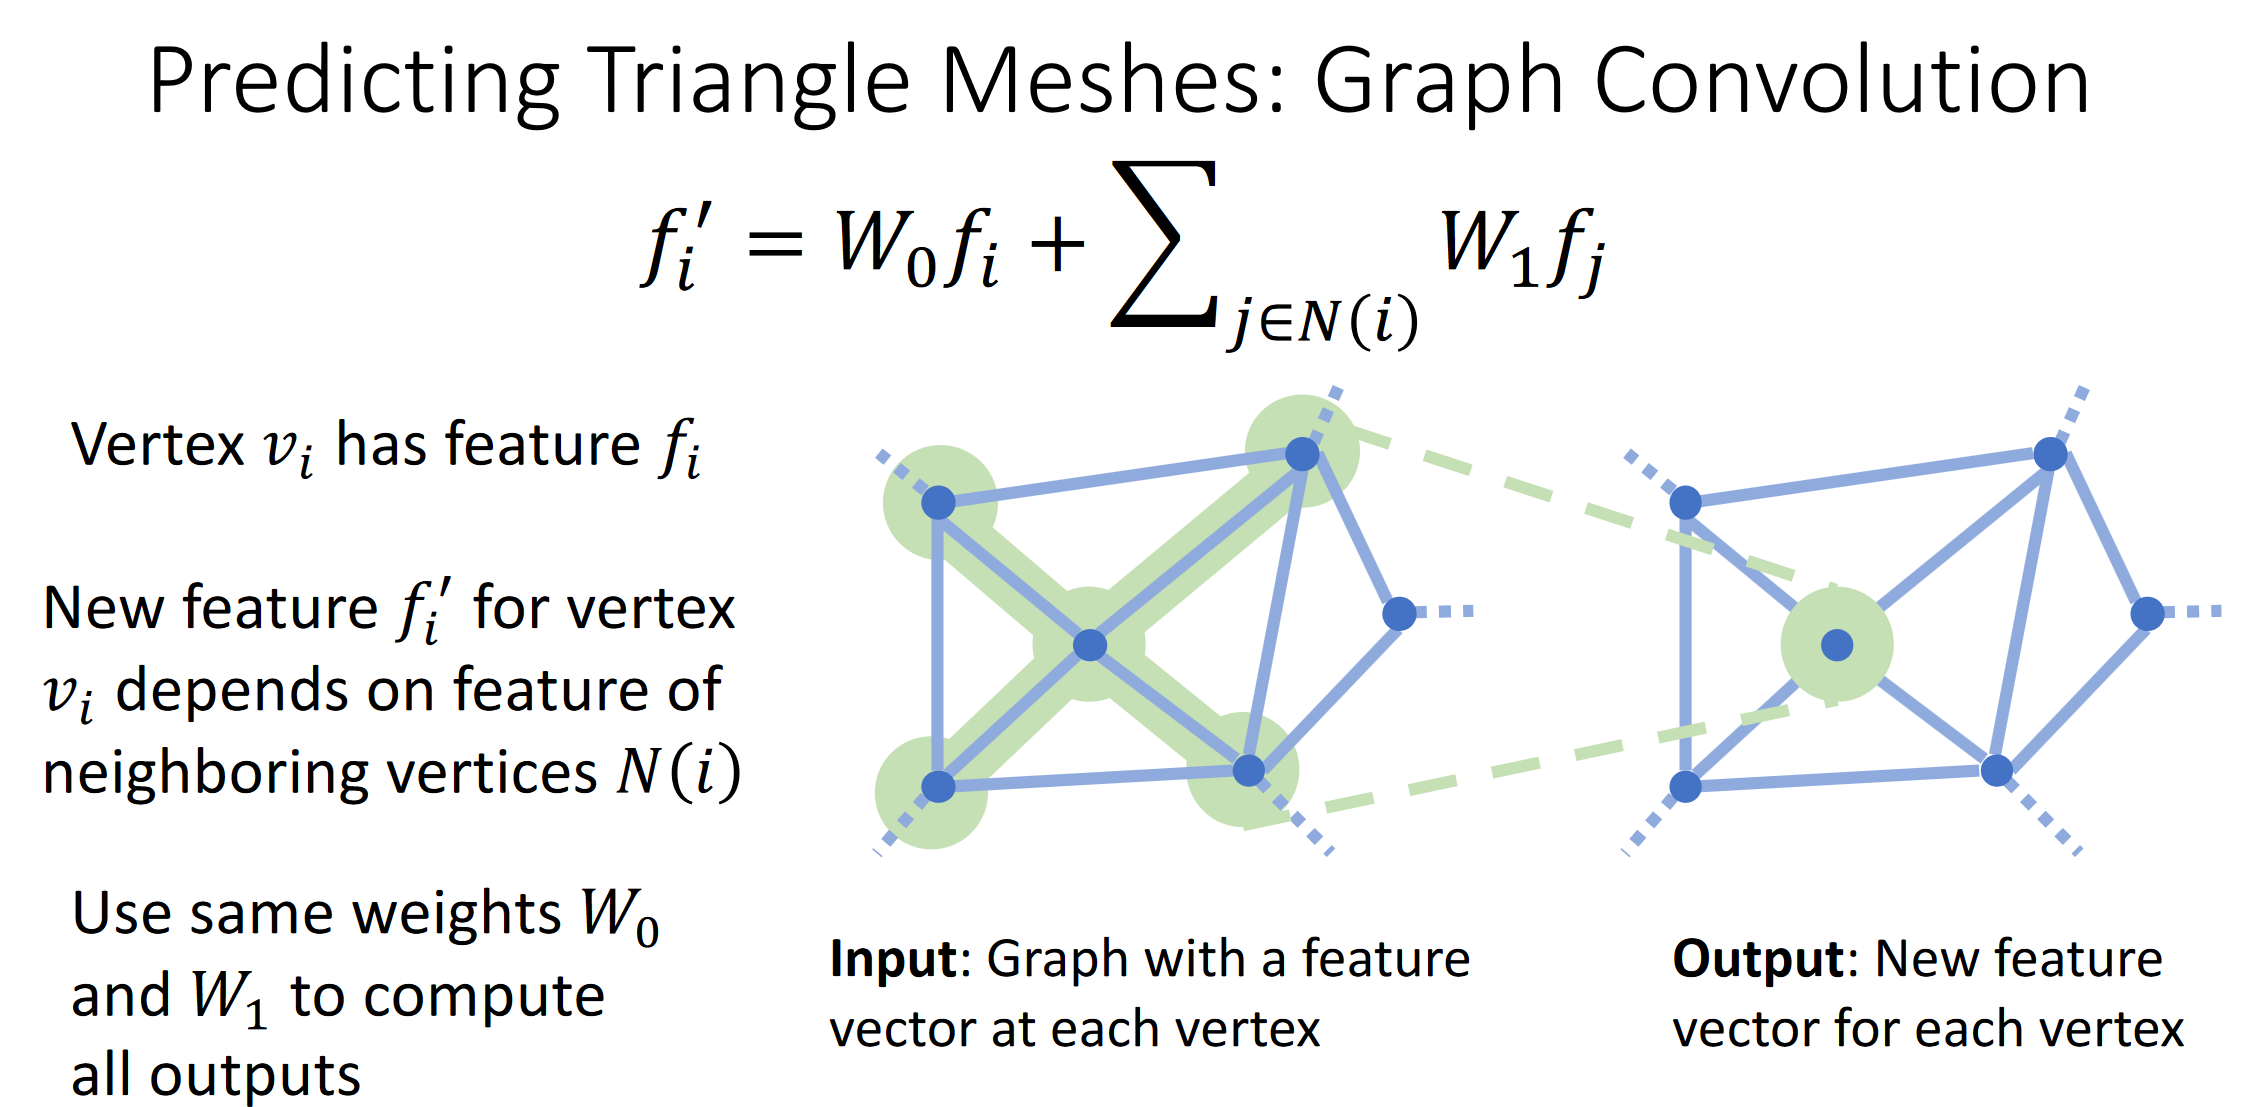 Predicting Triangle Meshes: Graph Convolution
f_i′ = W_0 f_i + ∑_{j∈N(i)} W_1 f_j
Vertex v_i has feature f_i
New feature f_i′ for vertex
v_i depends on feature of
neighboring vertices N(i)
Use same weights W_0
and W_1 to compute
all outputs
Input: Graph with a feature
vector at each vertex
Output: New feature
vector for each vertex